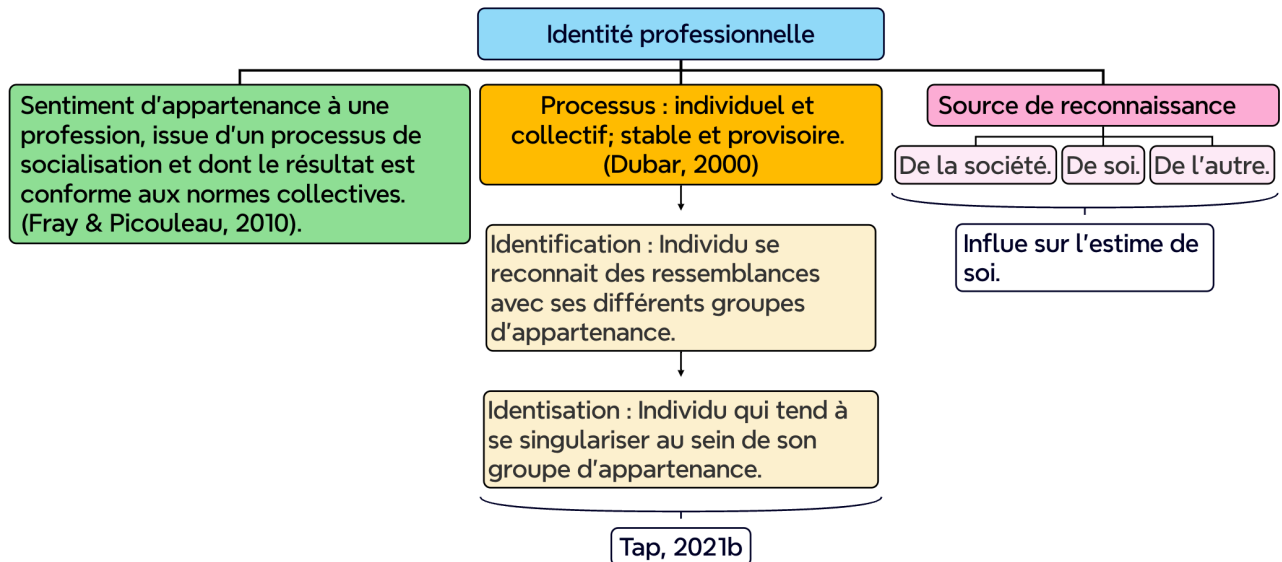 Identité professionnelle
Sentiment d'appartenance à une
profession, issue d'un processus de
socialisation et dont le résultat est
conforme aux normes collectives.
(Fray & Picouleau, 2010).
Processus : individuel et
collectif; stable et provisoire.
(Dubar, 2000)
Identification : Individu se
reconnait des ressemblances
avec ses différents groupes
d'appartenance.
Identisation : Individu qui tend à
se singulariser au sein de son
groupe d'appartenance.
Tap, 2021b
Source de reconnaissance
De la société.
De soi.
De l'autre.
Influe sur l'estime de
soi.